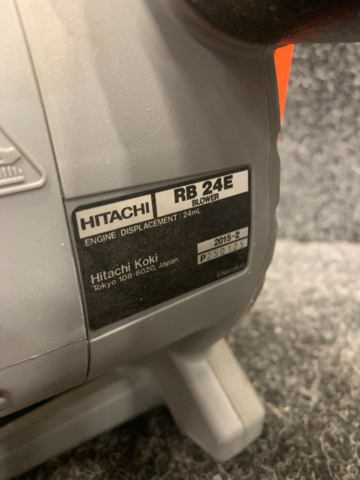 HITACHI
RB 24E
BLOWER
ENGINE DISPLACEMENT : 24mL
2015-2
Hitachi Koki
Tokyo 108-6020, Japan